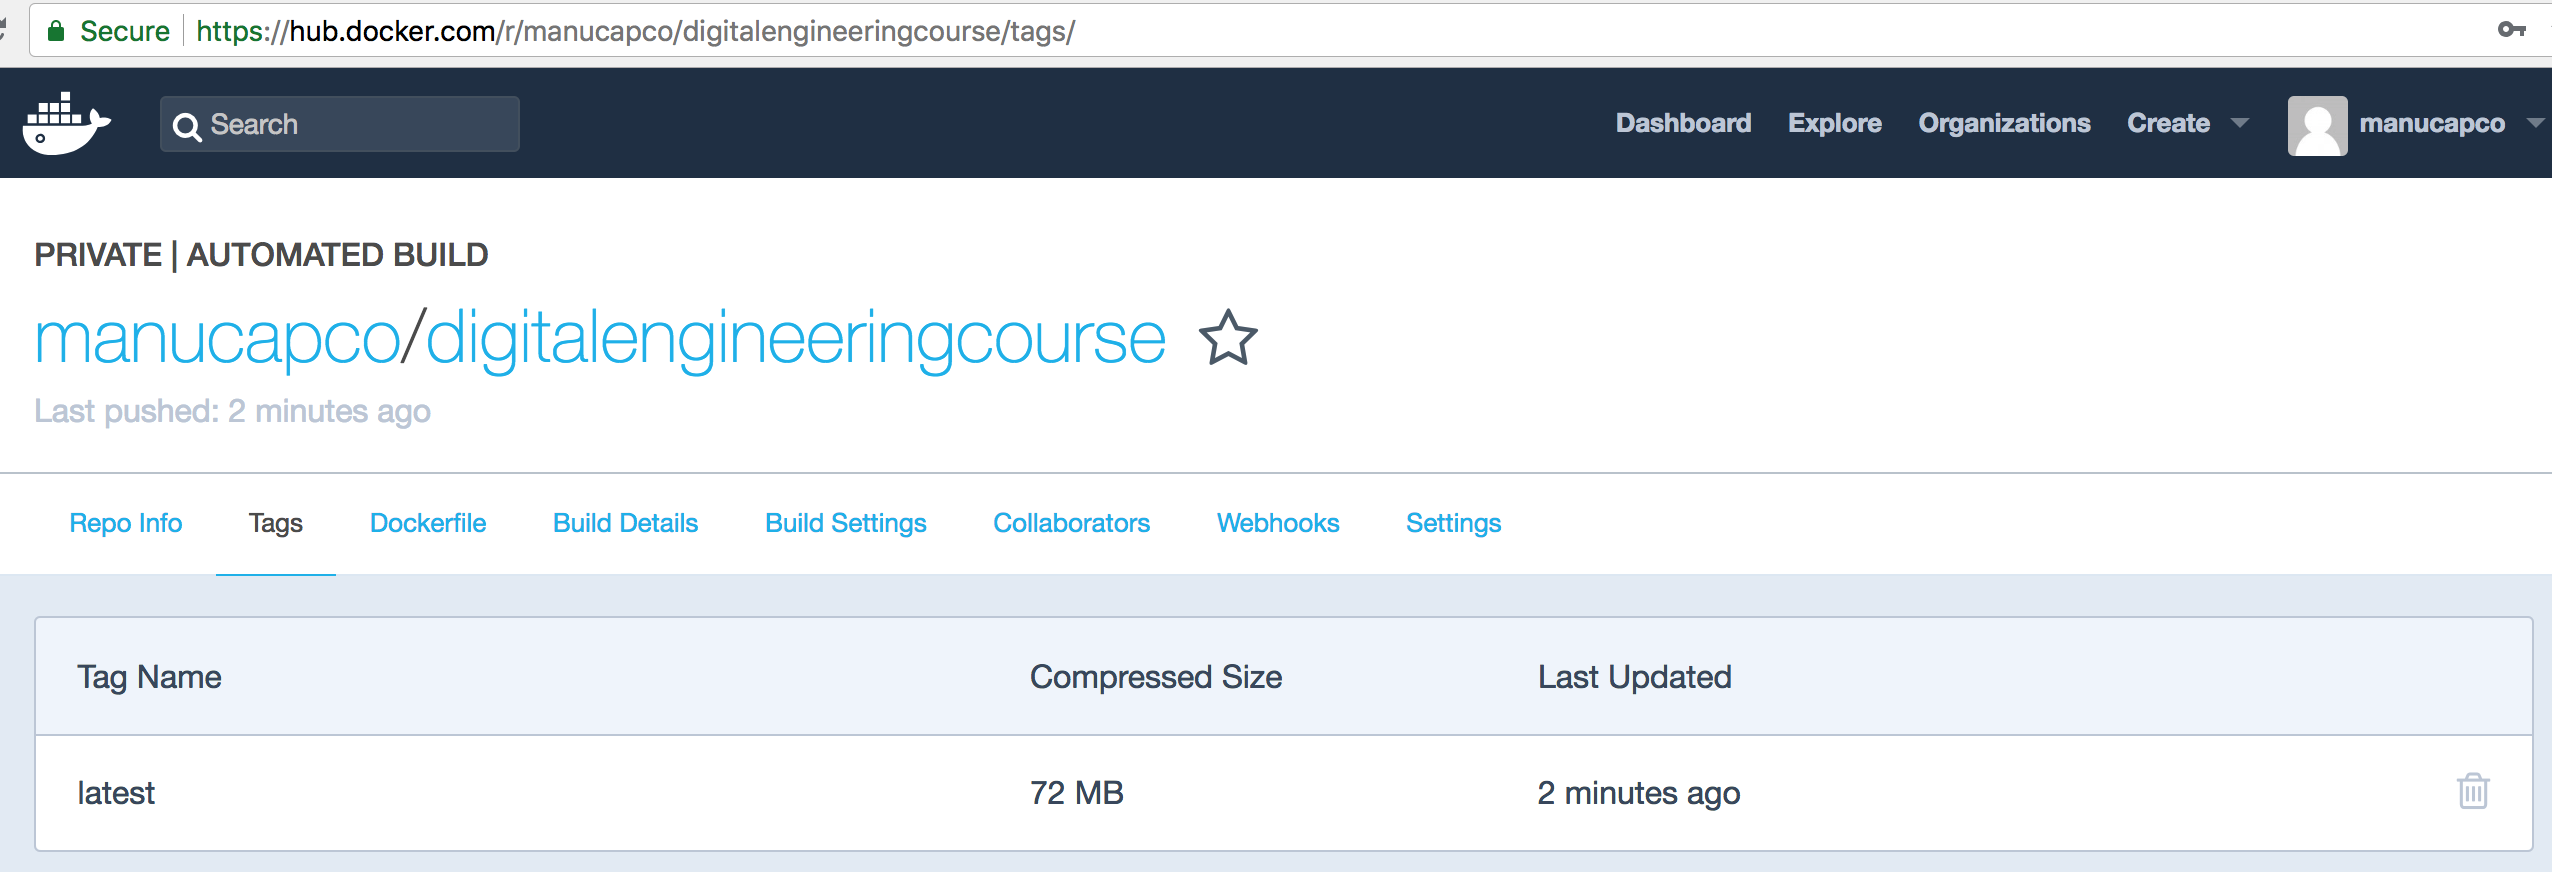 Secure https://hub.docker.com/r/manucapco/digitalengineeringcourse/tags/
Search Dashboard Explore Organizations Create manucapco
PRIVATE | AUTOMATED BUILD
manucapco/digitalengineeringcourse
Last pushed: 2 minutes ago
Repo Info Tags Dockerfile Build Details Build Settings Collaborators Webhooks Settings
Tag Name Compressed Size Last Updated
latest 72 MB 2 minutes ago